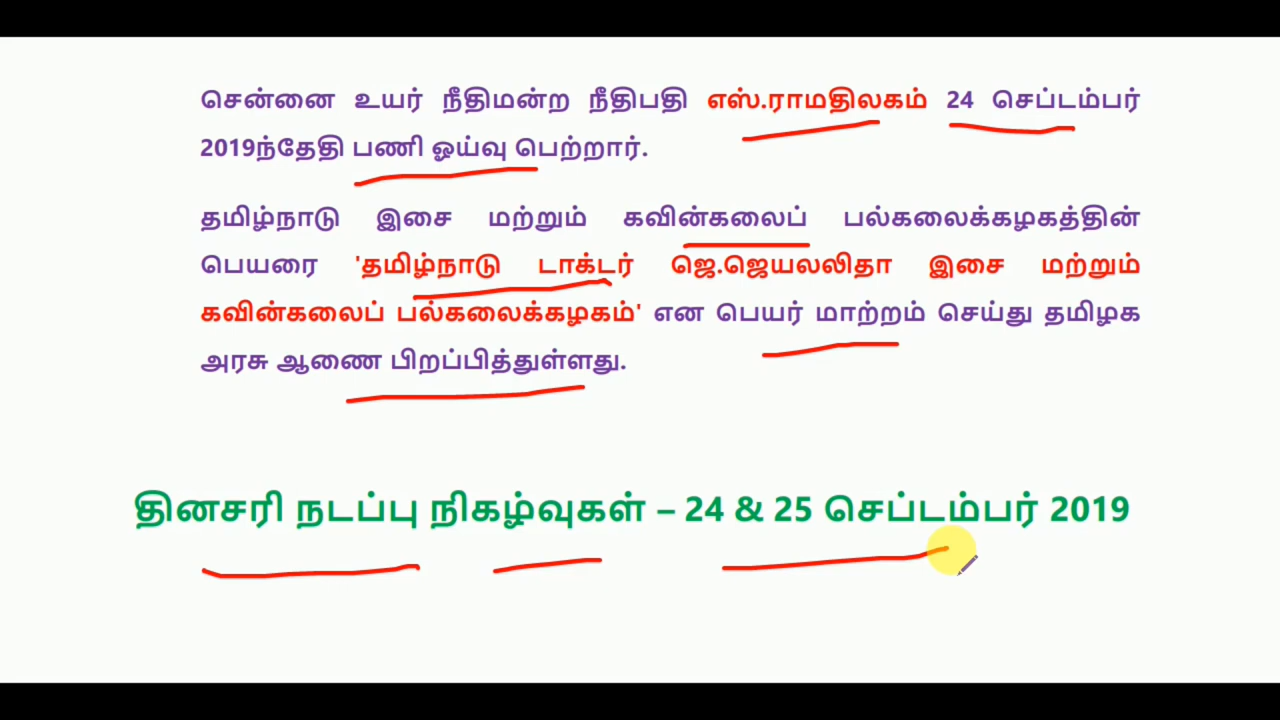 சென்னை உயர் நீதிமன்ற நீதிபதி எஸ்.ராமதிலகம் 24 செப்டம்பர்
2019ந்தேதி பணி ஓய்வு பெற்றார்.
தமிழ்நாடு இசை மற்றும் கவின்கலைப் பல்கலைக்கழகத்தின்
பெயரை 'தமிழ்நாடு டாக்டர் ஜெ.ஜெயலலிதா இசை மற்றும்
கவின்கலைப் பல்கலைக்கழகம்' என பெயர் மாற்றம் செய்து தமிழக
அரசு ஆணை பிறப்பித்துள்ளது.
தினசரி நடப்பு நிகழ்வுகள் – 24 & 25 செப்டம்பர் 2019